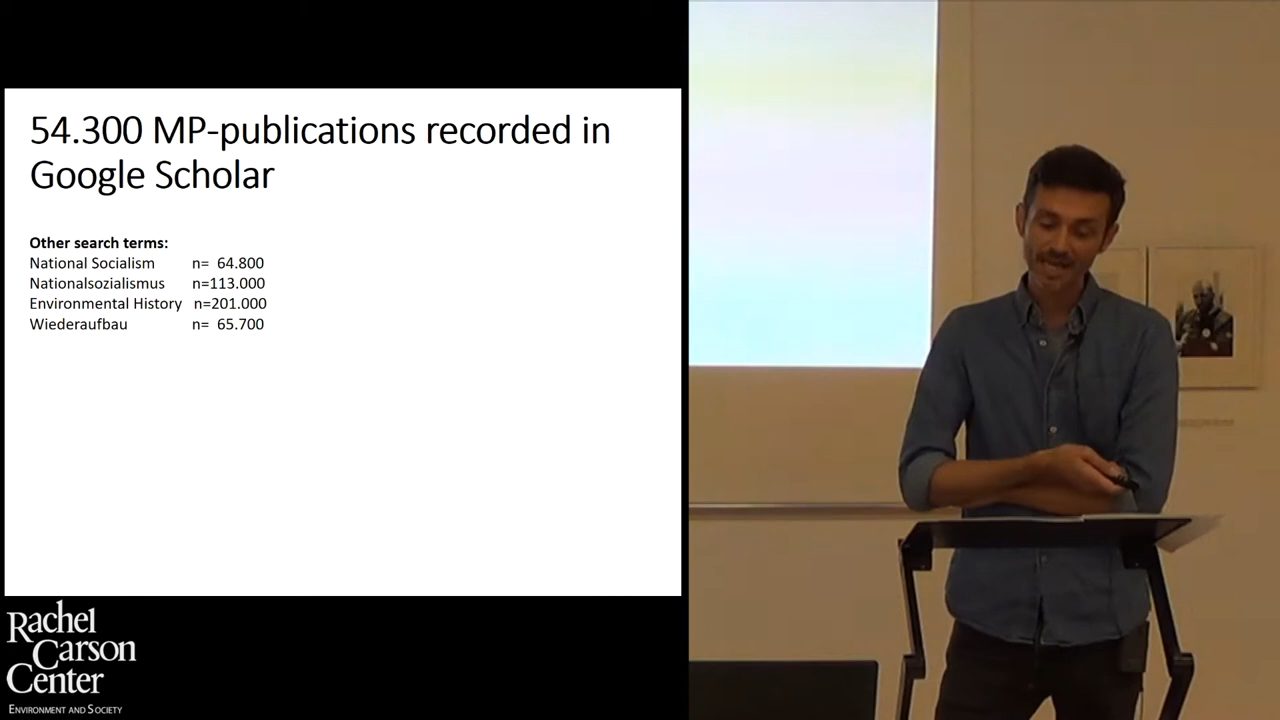 54.300 MP-publications recorded in
Google Scholar
Other search terms:
National Socialism n= 64.800
Nationalsozialismus n=113.000
Environmental History n=201.000
Wiederaufbau n= 65.700
Rachel
Carson
Center
ENVIRONMENT AND SOCIETY